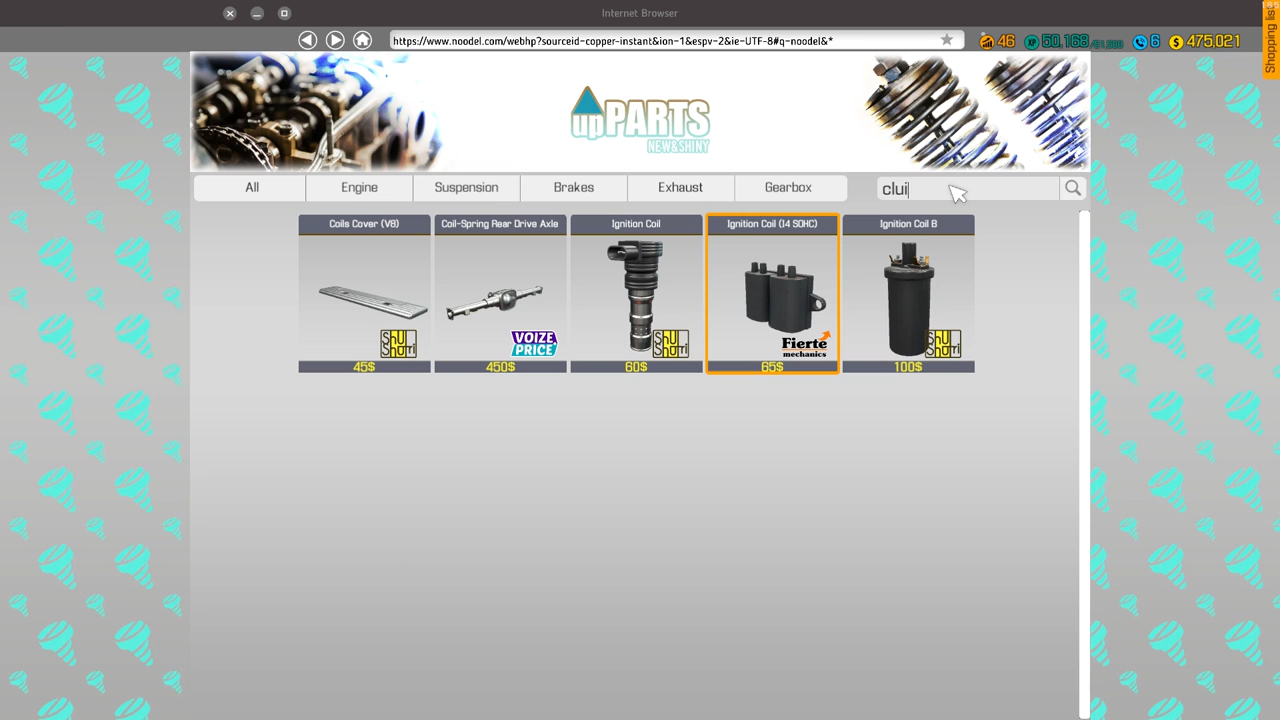 Internet Browser
https://www.noodel.com/webhp?sourceid-copper-instant&ion-1&espv-2&ie-UTF-8#q-noodel&*
46
XP 50.168
6
$ 475.021
Shopping list
upPARTS
NEW&SHINY
All Engine Suspension Brakes Exhaust Gearbox
clui
Coils Cover (V8)
Coil-Spring Rear Drive Axle
Ignition Coil
Ignition Coil (I4 SOHC)
Ignition Coil B
VOIZE
PRICE
Fierte
mechanics
45$
450$
60$
65$
100$